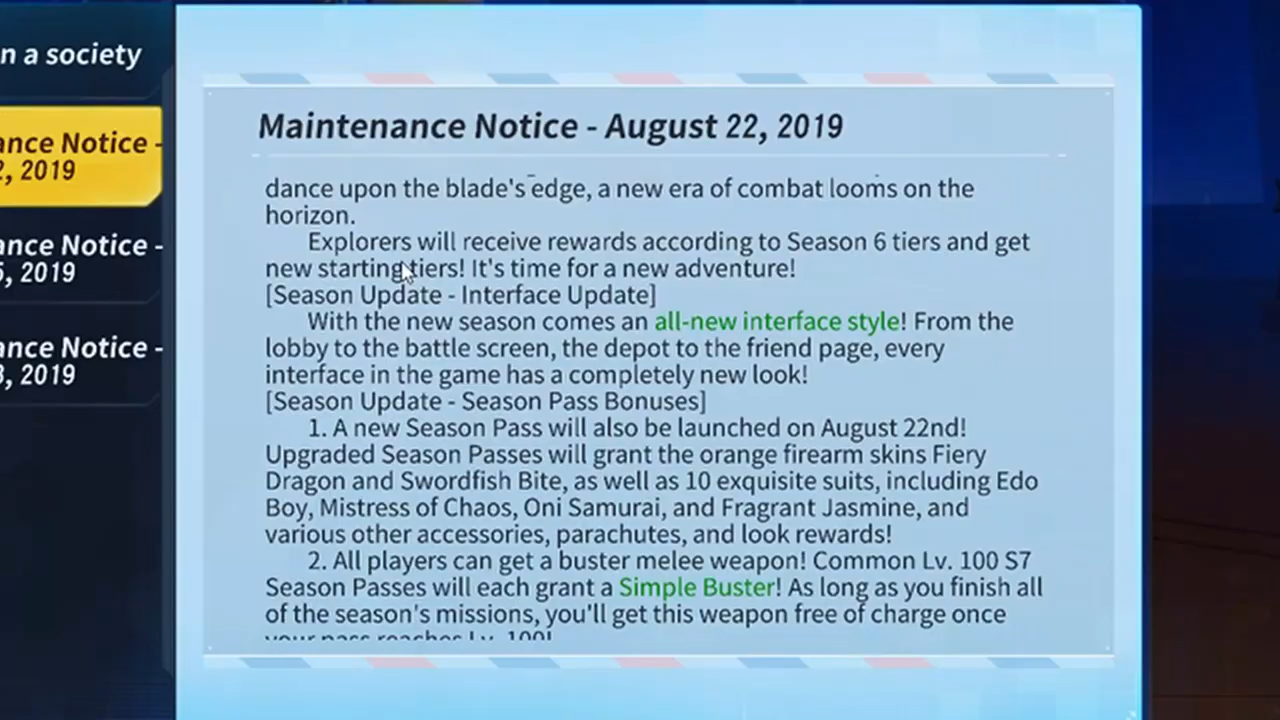 n a society
ance Notice -
2, 2019
ance Notice -
5, 2019
ance Notice -
3, 2019
Maintenance Notice - August 22, 2019
dance upon the blade's edge, a new era of combat looms on the
horizon.
Explorers will receive rewards according to Season 6 tiers and get
new starting tiers! It's time for a new adventure!
[Season Update - Interface Update]
With the new season comes an all-new interface style! From the
lobby to the battle screen, the depot to the friend page, every
interface in the game has a completely new look!
[Season Update - Season Pass Bonuses]
1. A new Season Pass will also be launched on August 22nd!
Upgraded Season Passes will grant the orange firearm skins Fiery
Dragon and Swordfish Bite, as well as 10 exquisite suits, including Edo
Boy, Mistress of Chaos, Oni Samurai, and Fragrant Jasmine, and
various other accessories, parachutes, and look rewards!
2. All players can get a buster melee weapon! Common Lv. 100 S7
Season Passes will each grant a Simple Buster! As long as you finish all
of the season's missions, you'll get this weapon free of charge once
your pass reaches Lv. 100!